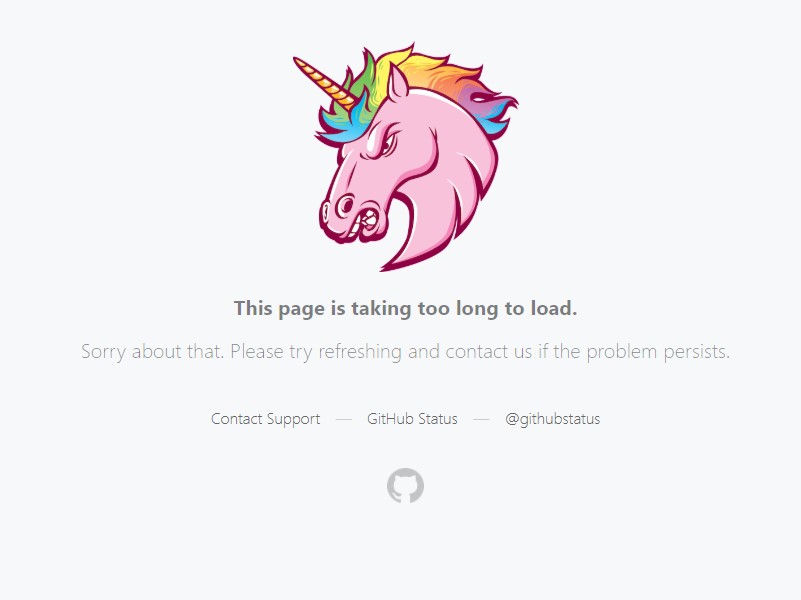 This page is taking too long to load.
Sorry about that. Please try refreshing and contact us if the problem persists.
Contact Support — GitHub Status — @githubstatus